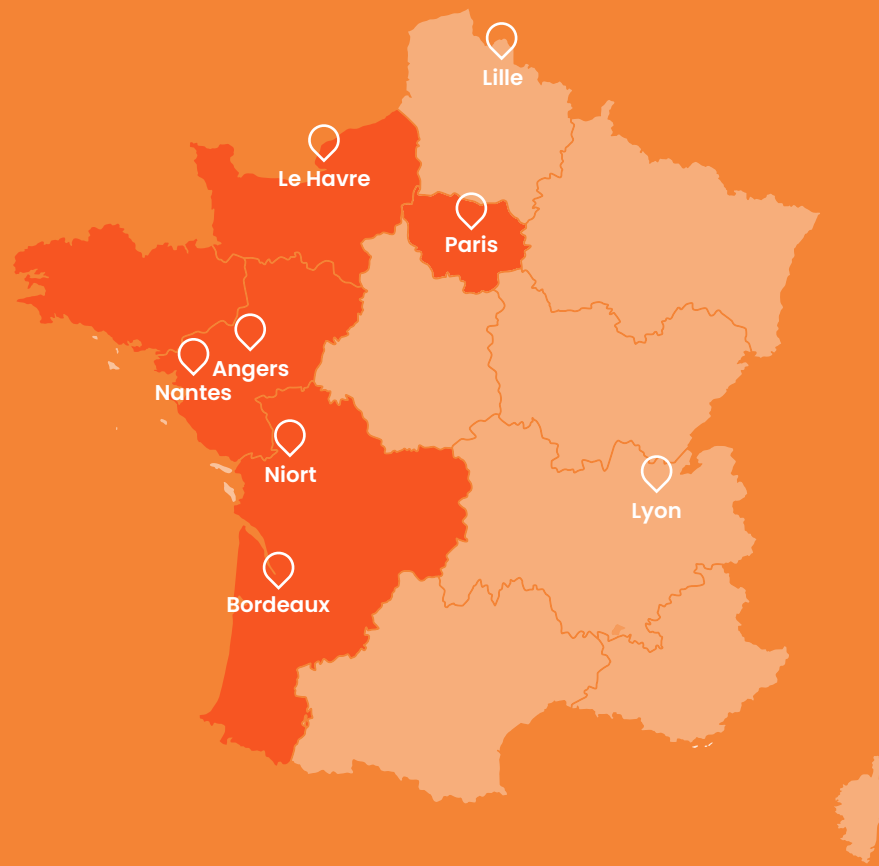 Lille
Le Havre
Paris
Angers
Nantes
Niort
Lyon
Bordeaux